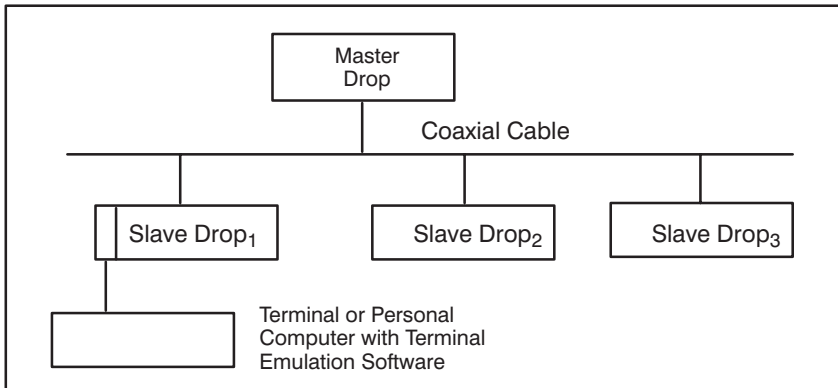 Master
Drop
Coaxial Cable
Slave Drop₁
Slave Drop₂
Slave Drop₃
Terminal or Personal
Computer with Terminal
Emulation Software